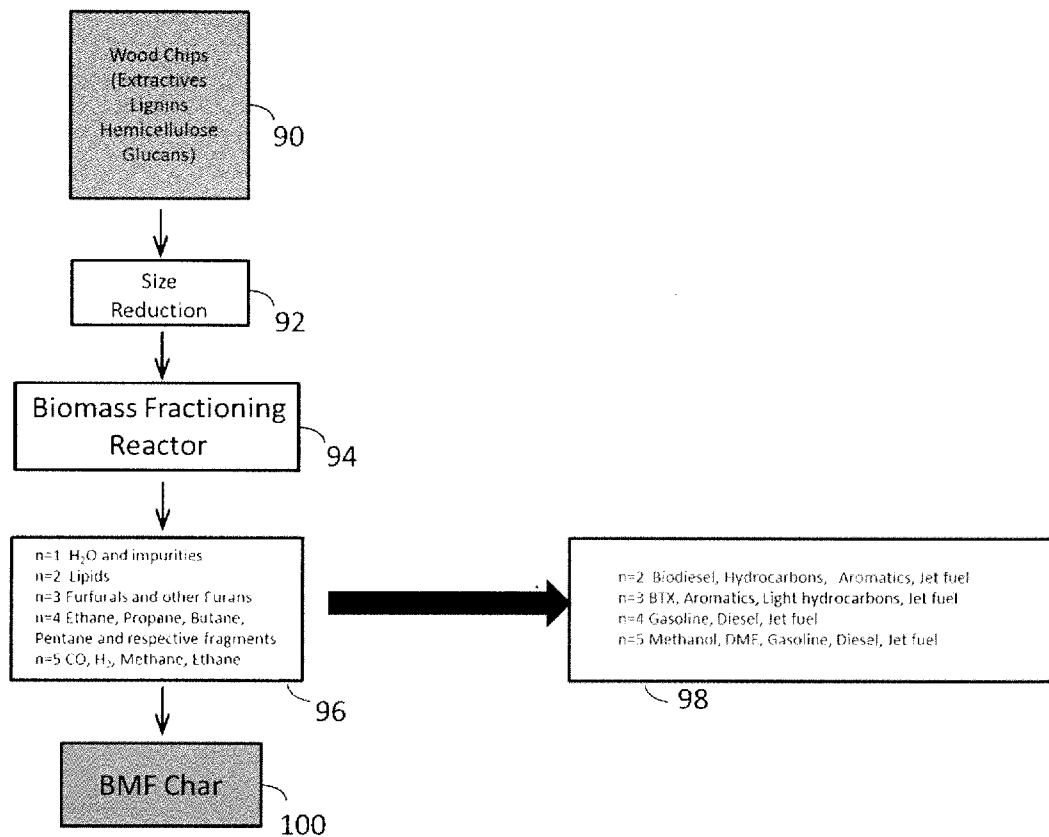 Wood Chips
(Extractives
Lignins
Hemicellulose
Glucans)
90
Size
Reduction
92
Biomass Fractioning
Reactor
94
n=1 H₂O and impurities
n=2 Lipids
n=3 Furfurals and other Furans
n=4 Ethane, Propane, Butane,
Pentane and respective fragments
n=5 CO, H₂, Methane, Ethane
96
n=2 Biodiesel, Hydrocarbons, Aromatics, Jet fuel
n=3 BTX, Aromatics, Light hydrocarbons, Jet fuel
n=4 Gasoline, Diesel, Jet fuel
n=5 Methanol, DME, Gasoline, Diesel, Jet fuel
98
BMF Char
100